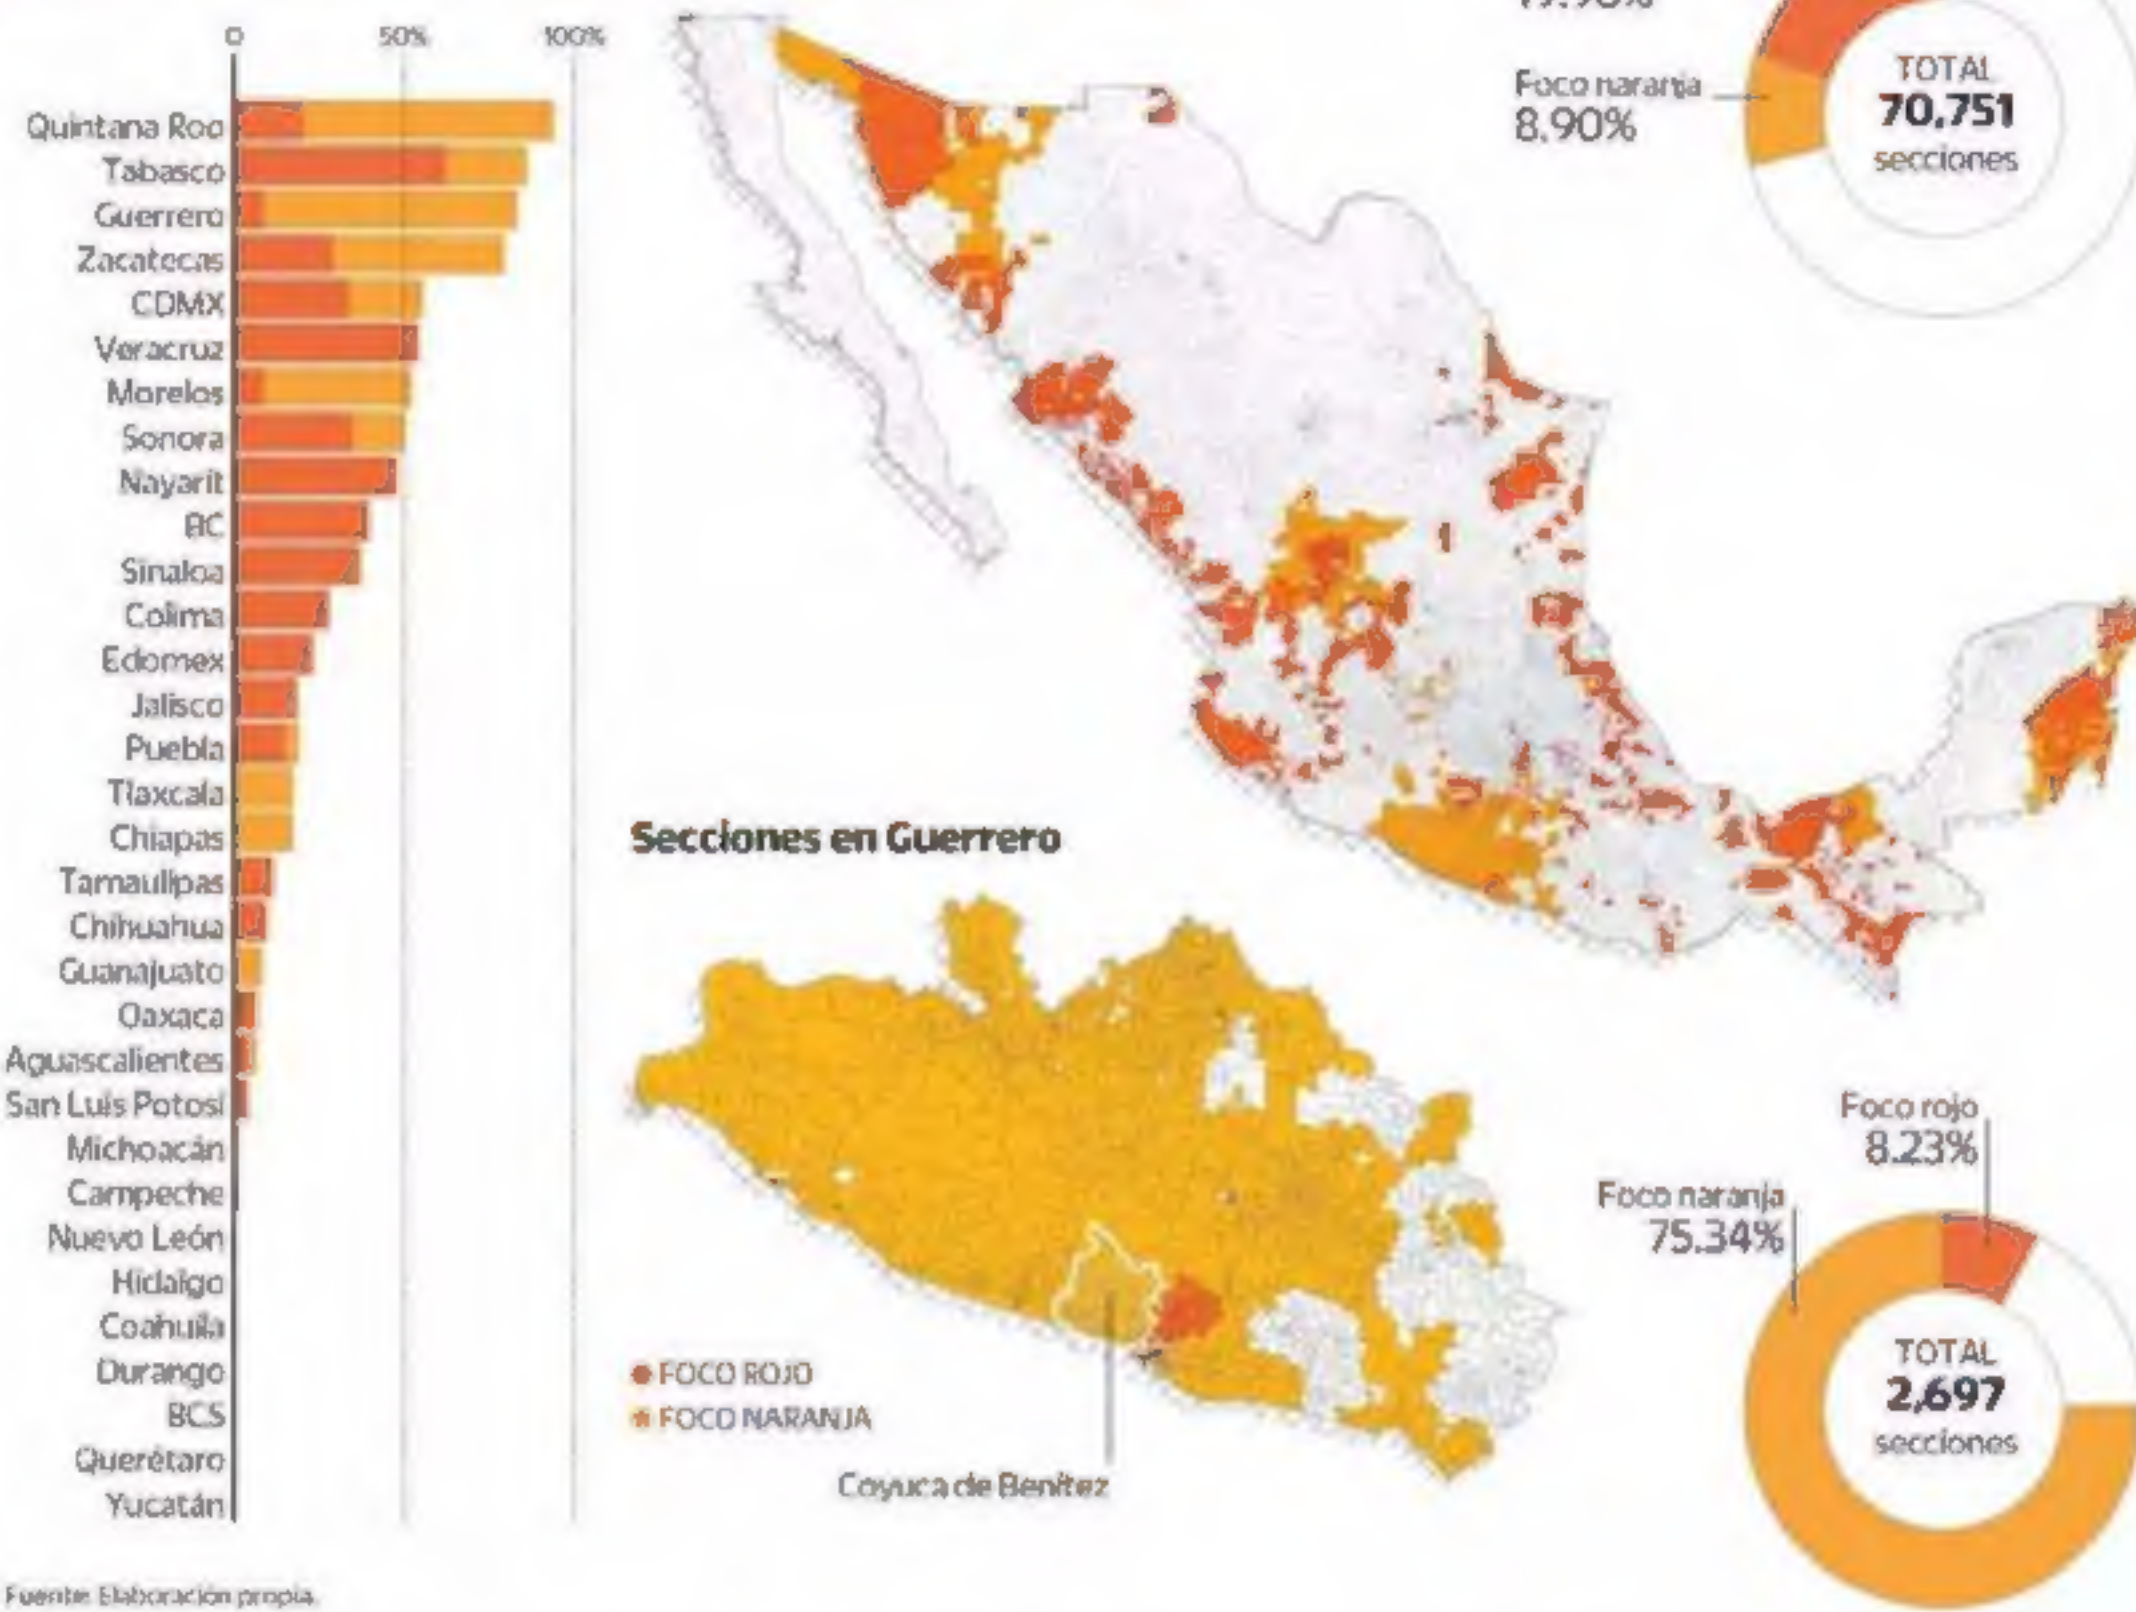 0 50% 100%
Quintana Roo
Tabasco
Guerrero
Zacatecas
CDMX
Veracruz
Morelos
Sonora
Nayarit
BC
Sinaloa
Colima
Edomex
Jalisco
Puebla
Tlaxcala
Chiapas
Tamaulipas
Chihuahua
Guanajuato
Oaxaca
Aguascalientes
San Luis Potosí
Michoacán
Campeche
Nuevo León
Hidalgo
Coahuila
Durango
BCS
Querétaro
Yucatán
Foco naranja
8.90%
TOTAL
70,751
secciones
Secciones en Guerrero
FOCO ROJO
FOCO NARANJA
Coyuca de Benítez
Foco rojo
8.23%
Foco naranja
75.34%
TOTAL
2,697
secciones
Fuente: Elaboración propia.